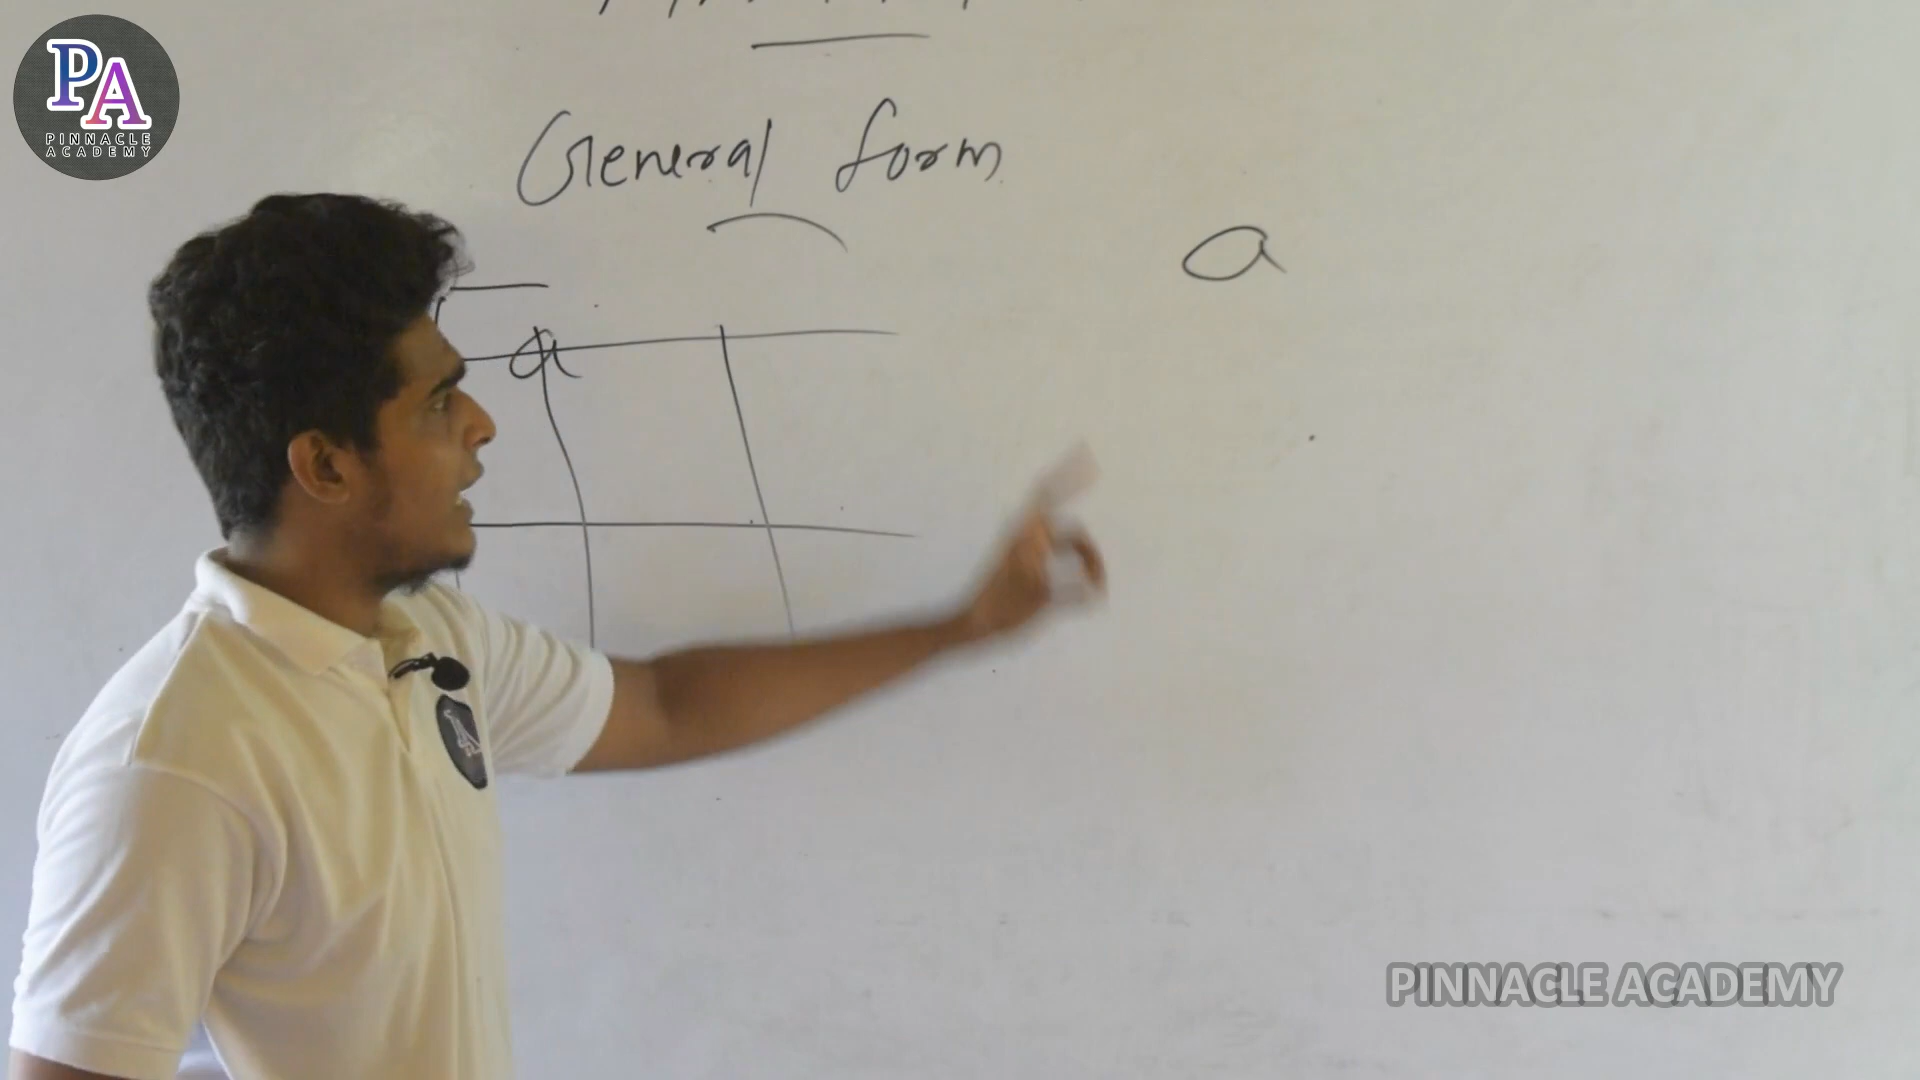 PA
PINNACLE
ACADEMY
General form
a
a
PINNACLE ACADEMY